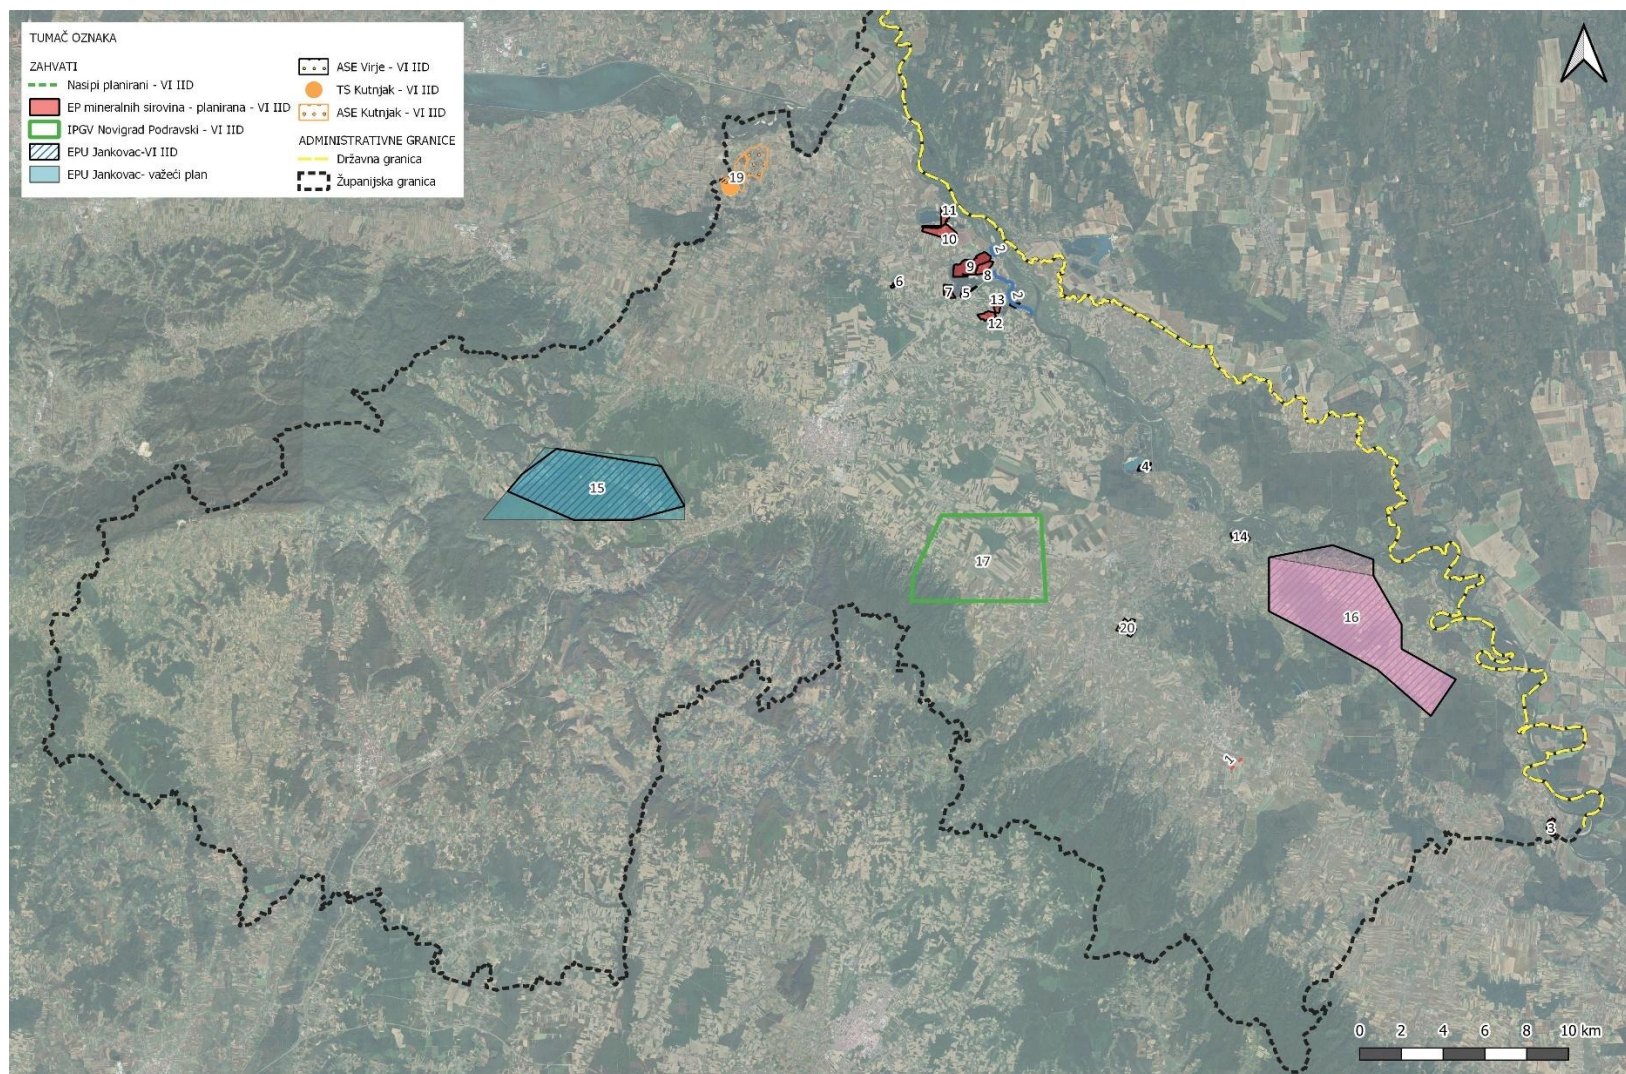 TUMAČ OZNAKA
ZAHVATI
Nasipi planirani - VI IID
EP mineralnih sirovina - planirana - VI IID
IPGV Novigrad Podravski - VI IID
EPU Jankovac-VI IID
EPU Jankovac- važeći plan
ASE Virje - VI IID
TS Kutnjak - VI IID
ASE Kutnjak - VI IID
ADMINISTRATIVNE GRANICE
Državna granica
Županijska granica
19
11
10
2
9
8
6
7
5
13
2
12
4
15
14
17
16
20
1
3
0 2 4 6 8 10 km